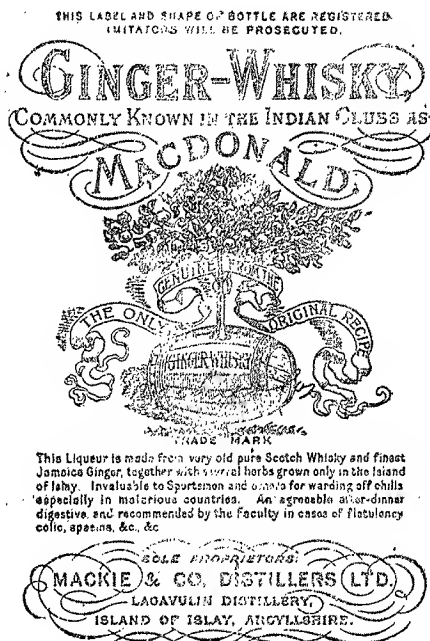 THIS LABEL AND SHAPE OF BOTTLE ARE REGISTERED.
IMITATORS WILL BE PROSECUTED.
GINGER-WHISKY,
COMMONLY KNOWN IN THE INDIAN CLUBS AS
MACDONALD,
GENUINE
THE ONLY
ORIGINAL RECIPE
GINGER WHISKY
TRADE MARK
This Liqueur is made from very old pure Scotch Whisky and finest
Jamaica Ginger, together with several herbs grown only in the Island
of Islay. Invaluable to Sportsmen and others for warding off chills
especially in malarious countries. An agreeable after-dinner
digestive, and recommended by the Faculty in cases of flatulency
colic, spasms, &c., &c
SOLE PROPRIETORS:
MACKIE & CO. DISTILLERS LTD.
LAGAVULIN DISTILLERY,
ISLAND OF ISLAY, ARGYLLSHIRE.